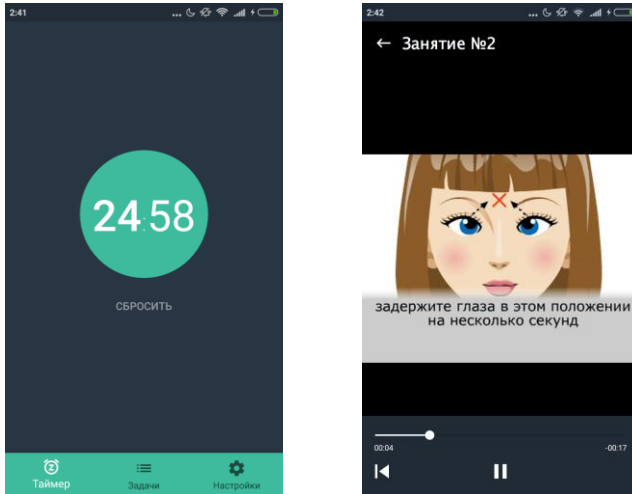 2:41
24:58
СБРОСИТЬ
Таймер
Задачи
Настройки
2:42
Занятие №2
задержите глаза в этом положении
на несколько секунд
00:04
-00:17